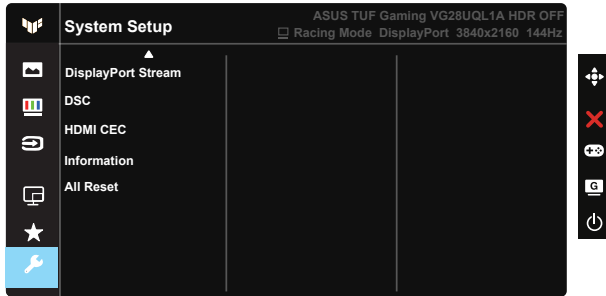 System Setup
ASUS TUF Gaming VG28UQL1A HDR OFF
Racing Mode DisplayPort 3840x2160 144Hz
DisplayPort Stream
DSC
HDMI CEC
Information
All Reset
G